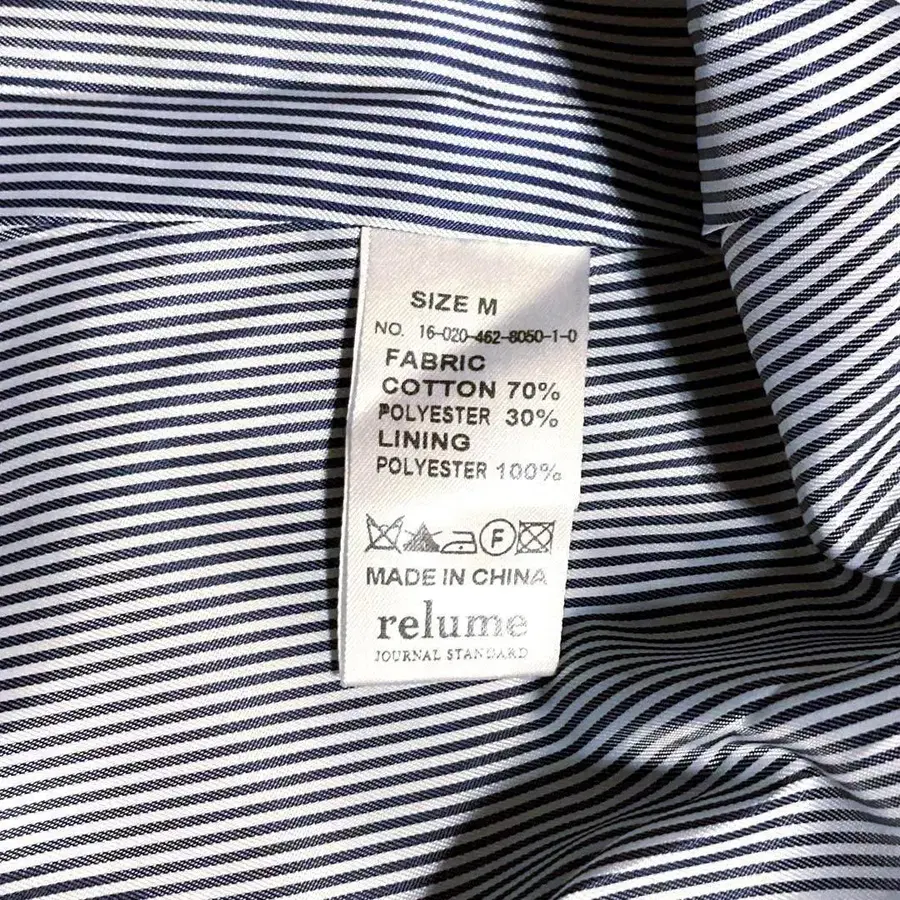 SIZE M
NO. 16-020-462-8050-1-0
FABRIC
COTTON 70%
POLYESTER 30%
LINING
POLYESTER 100%
F
MADE IN CHINA
relume
JOURNAL STANDARD